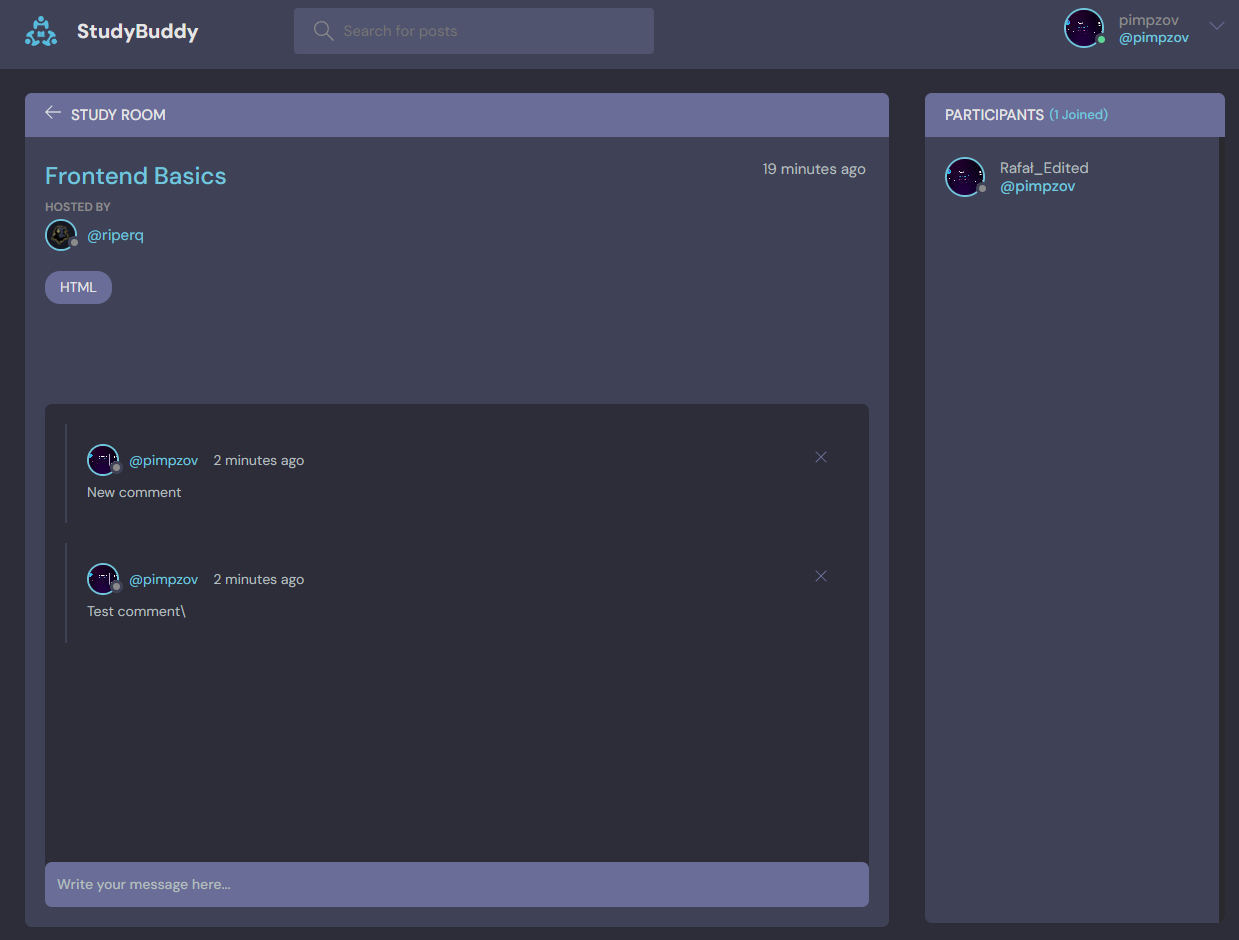 StudyBuddy
Search for posts
pimpzov
@pimpzov
STUDY ROOM
Frontend Basics
19 minutes ago
HOSTED BY
@riperq
HTML
@pimpzov 2 minutes ago
New comment
@pimpzov 2 minutes ago
Test comment\
Write your message here...
PARTICIPANTS (1 Joined)
Rafał_Edited
@pimpzov